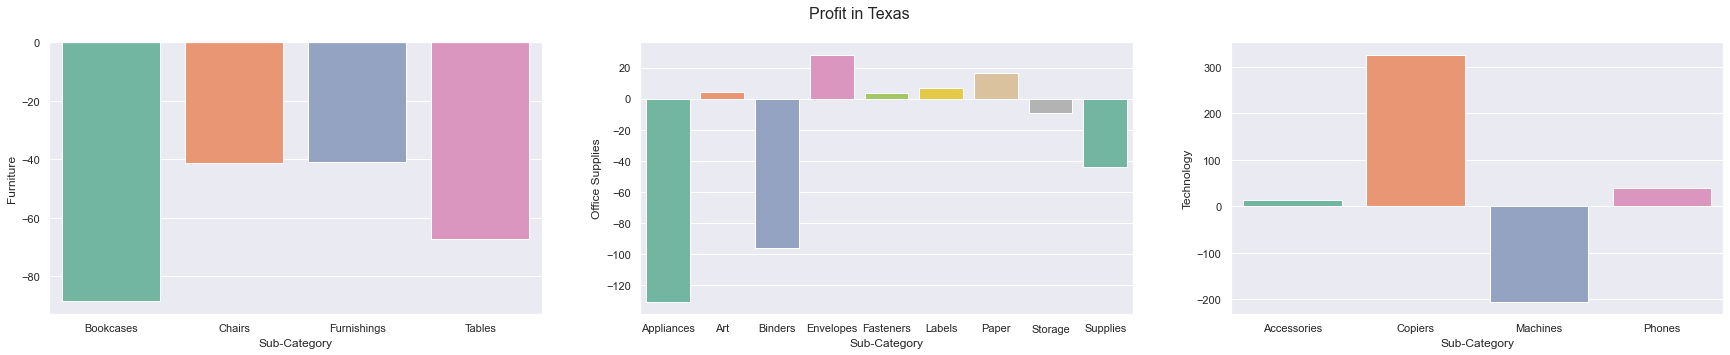 Profit in Texas
Furniture
0
−20
−40
−60
−80
Bookcases
Chairs
Furnishings
Tables
Sub-Category
Office Supplies
20
0
−20
−40
−60
−80
−100
−120
Appliances
Art
Binders
Envelopes
Fasteners
Labels
Paper
Storage
Supplies
Sub-Category
Technology
300
200
100
0
−100
−200
Accessories
Copiers
Machines
Phones
Sub-Category